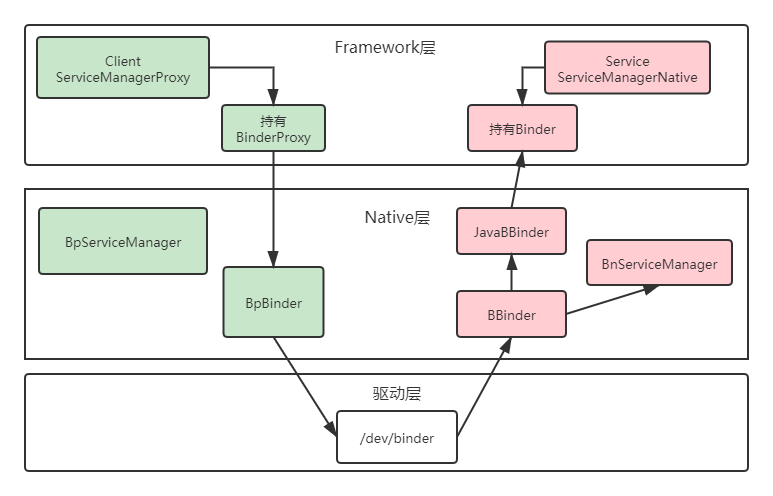 Framework层
Client
ServiceManagerProxy
Service
ServiceManagerNative
持有
BinderProxy
持有Binder
Native层
BpServiceManager
JavaBBinder
BnServiceManager
BpBinder
BBinder
驱动层
/dev/binder